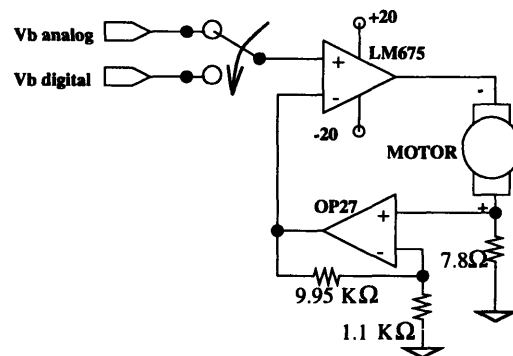 Vb analog
Vb digital
+20
LM675
+
-
-20
-
MOTOR
+
OP27
+
-
7.8Ω
9.95 KΩ
1.1 KΩ